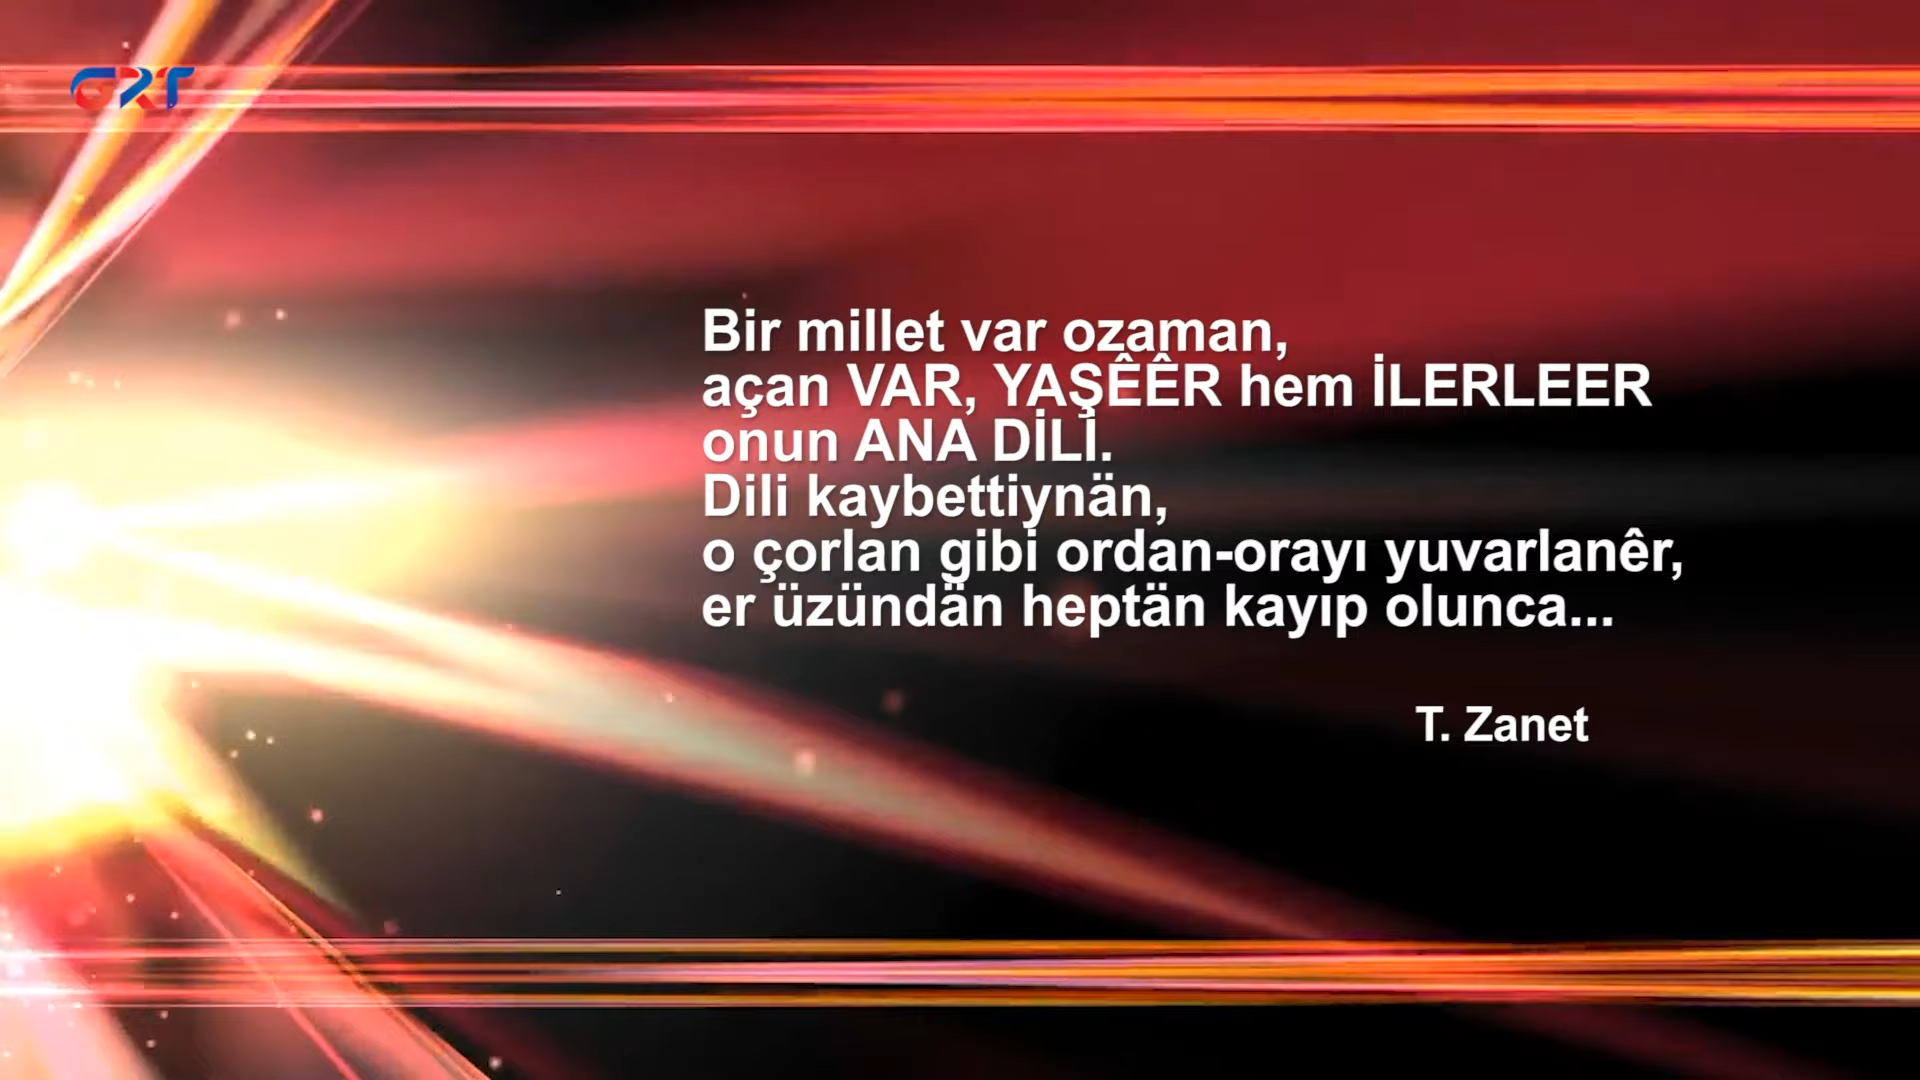 GRT
Bir millet var ozaman,
açan VAR, YAŞÊÊR hem İLERLEER
onun ANA DİLİ.
Dili kaybettiynän,
o çorlan gibi ordan-orayı yuvarlanêr,
er üzündän heptän kayıp olunca...
T. Zanet